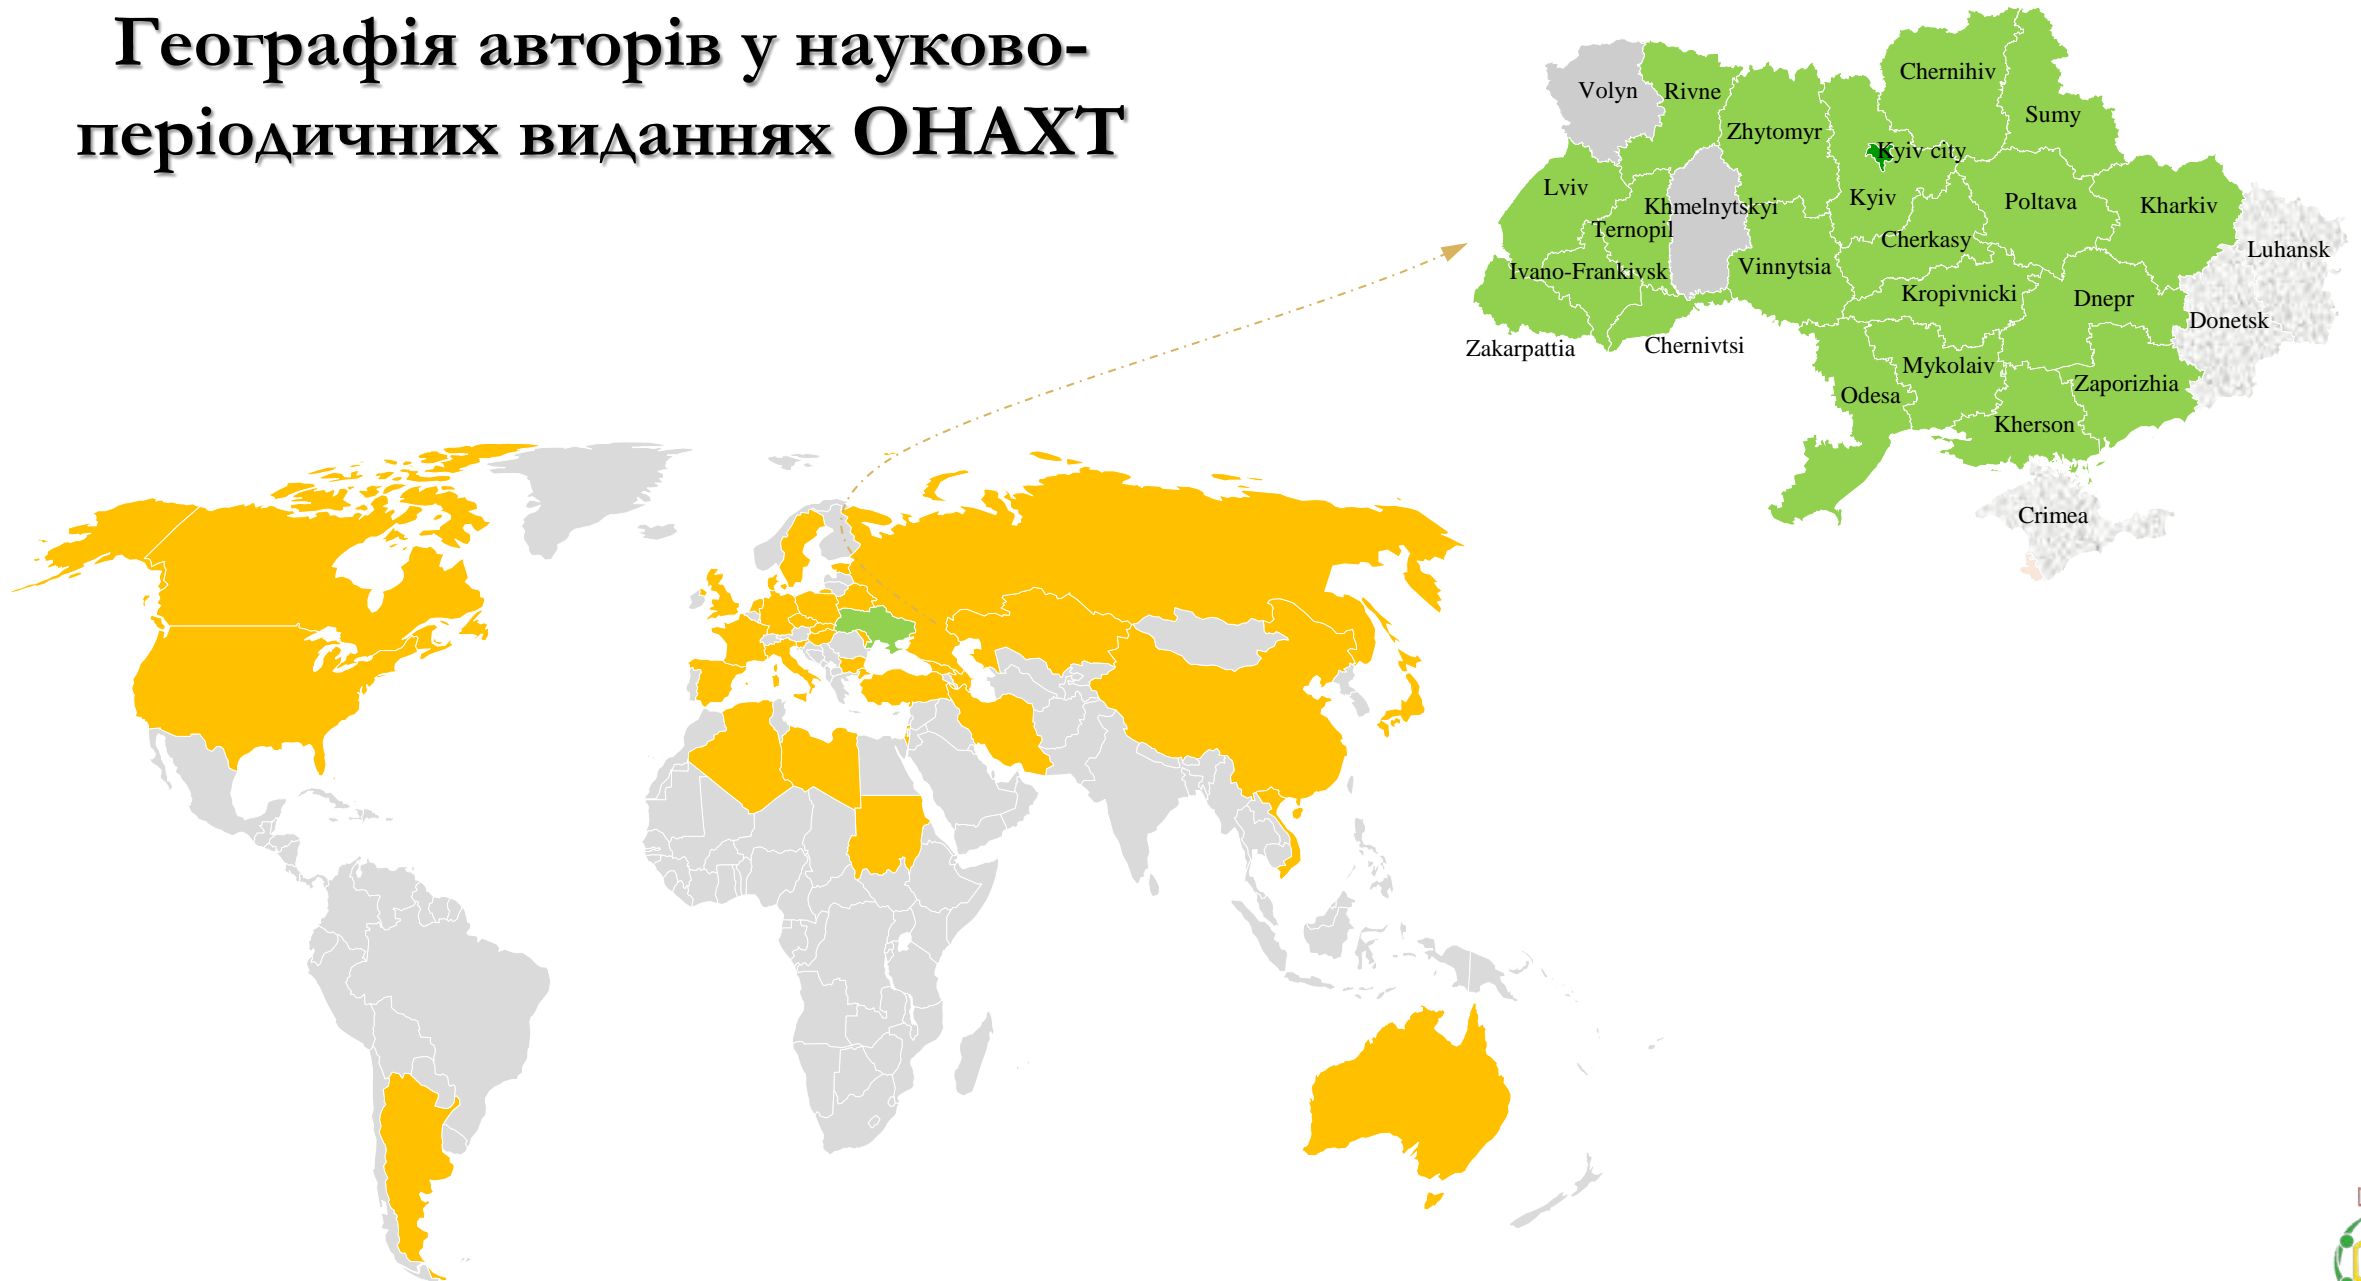 Географія авторів у науково-
періодичних виданнях ОНАХТ
Chernihiv
Volyn
Rivne
Sumy
Zhytomyr
Kyiv city
Lviv
Kyiv
Poltava
Kharkiv
Khmelnytskyi
Ternopil
Cherkasy
Luhansk
Ivano-Frankivsk
Vinnytsia
Kropivnicki
Dnepr
Donetsk
Zakarpattia
Chernivtsi
Mykolaiv
Zaporizhia
Odesa
Kherson
Crimea